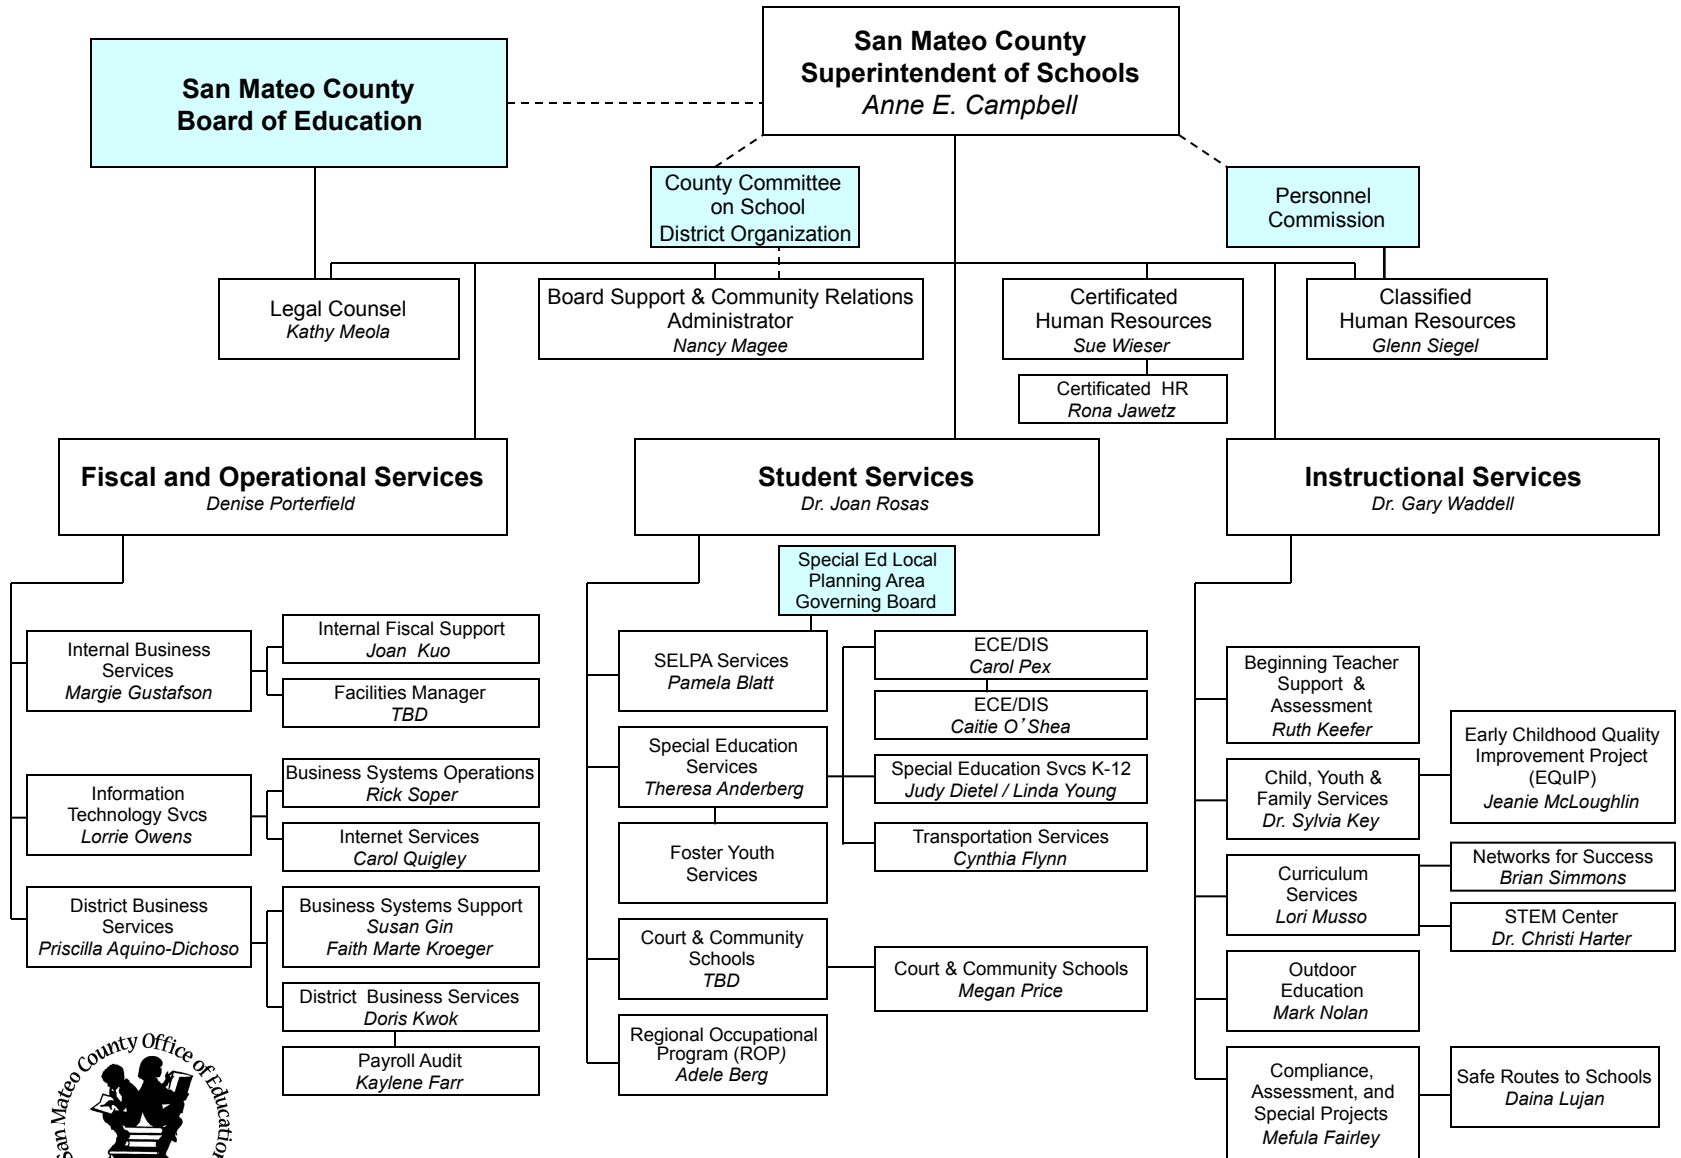 San Mateo County
Board of Education
San Mateo County
Superintendent of Schools
Anne E. Campbell
County Committee
on School
District Organization
Personnel
Commission
Legal Counsel
Kathy Meola
Board Support & Community Relations
Administrator
Nancy Magee
Certificated
Human Resources
Sue Wieser
Classified
Human Resources
Glenn Siegel
Certificated HR
Rona Jawetz
Fiscal and Operational Services
Denise Porterfield
Student Services
Dr. Joan Rosas
Instructional Services
Dr. Gary Waddell
Internal Business
Services
Margie Gustafson
Internal Fiscal Support
Joan Kuo
Facilities Manager
TBD
Information
Technology Svcs
Lorrie Owens
Business Systems Operations
Rick Soper
Internet Services
Carol Quigley
District Business
Services
Priscilla Aquino-Dichoso
Business Systems Support
Susan Gin
Faith Marte Kroeger
District Business Services
Doris Kwok
Payroll Audit
Kaylene Farr
Special Ed Local
Planning Area
Governing Board
SELPA Services
Pamela Blatt
Special Education
Services
Theresa Anderberg
Foster Youth
Services
Court & Community
Schools
TBD
Regional Occupational
Program (ROP)
Adele Berg
ECE/DIS
Carol Pex
ECE/DIS
Caitie O’Shea
Special Education Svcs K-12
Judy Dietel / Linda Young
Transportation Services
Cynthia Flynn
Court & Community Schools
Megan Price
Beginning Teacher
Support &
Assessment
Ruth Keefer
Child, Youth &
Family Services
Dr. Sylvia Key
Curriculum
Services
Lori Musso
Outdoor
Education
Mark Nolan
Compliance,
Assessment, and
Special Projects
Mefula Fairley
Early Childhood Quality
Improvement Project
(EQuIP)
Jeanie McLoughlin
Networks for Success
Brian Simmons
STEM Center
Dr. Christi Harter
Safe Routes to Schools
Daina Lujan
San Mateo County Office of Education